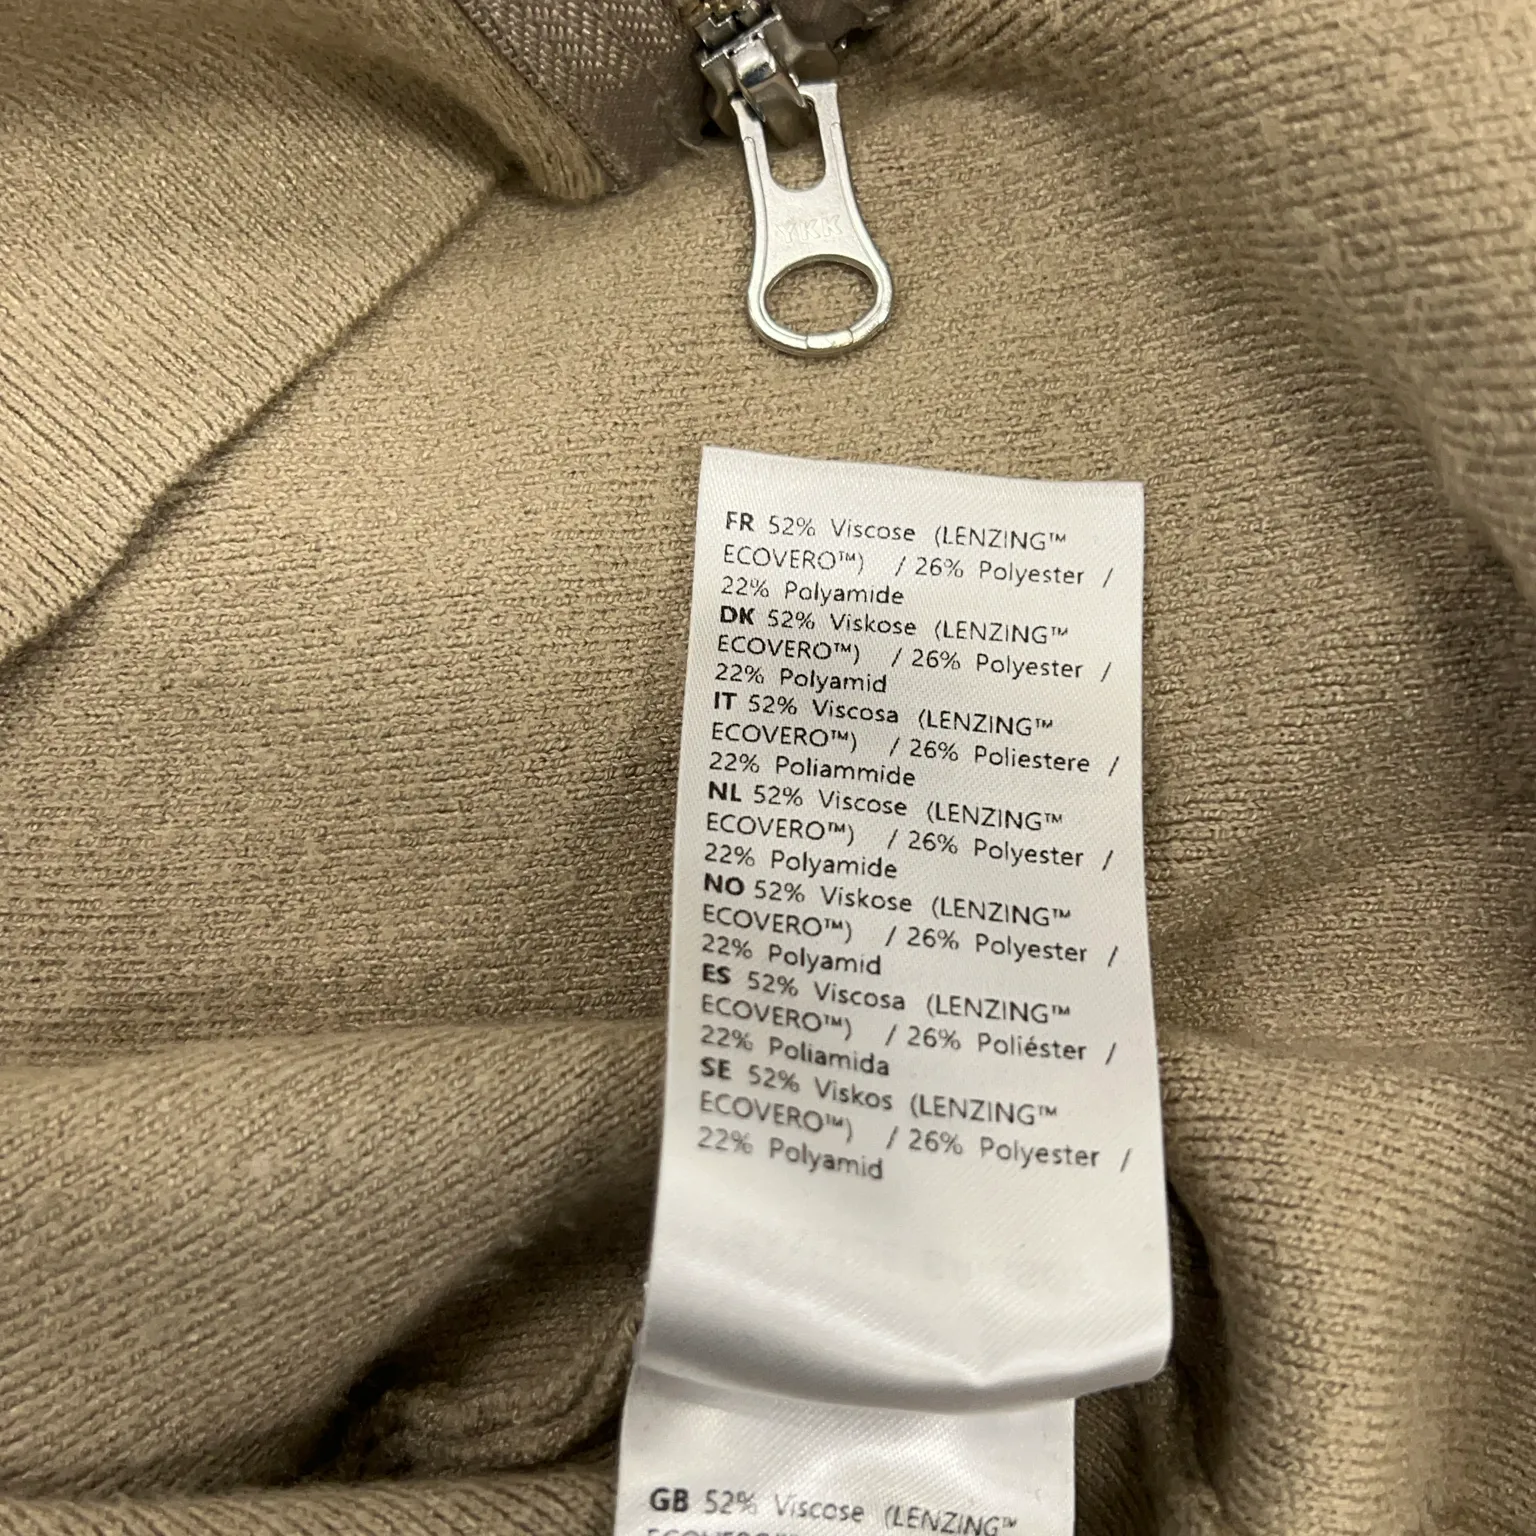 YKK
FR 52% Viscose (LENZING™
ECOVERO™) / 26% Polyester /
22% Polyamide
DK 52% Viskose (LENZING™
ECOVERO™) / 26% Polyester /
22% Polyamid
IT 52% Viscosa (LENZING™
ECOVERO™) / 26% Poliestere /
22% Poliammide
NL 52% Viscose (LENZING™
ECOVERO™) / 26% Polyester /
22% Polyamide
NO 52% Viskose (LENZING™
ECOVERO™) / 26% Polyester /
22% Polyamid
ES 52% Viscosa (LENZING™
ECOVERO™) / 26% Poliéster /
22% Poliamida
SE 52% Viskos (LENZING™
ECOVERO™) / 26% Polyester /
22% Polyamid
GB 52% Viscose (LENZING™